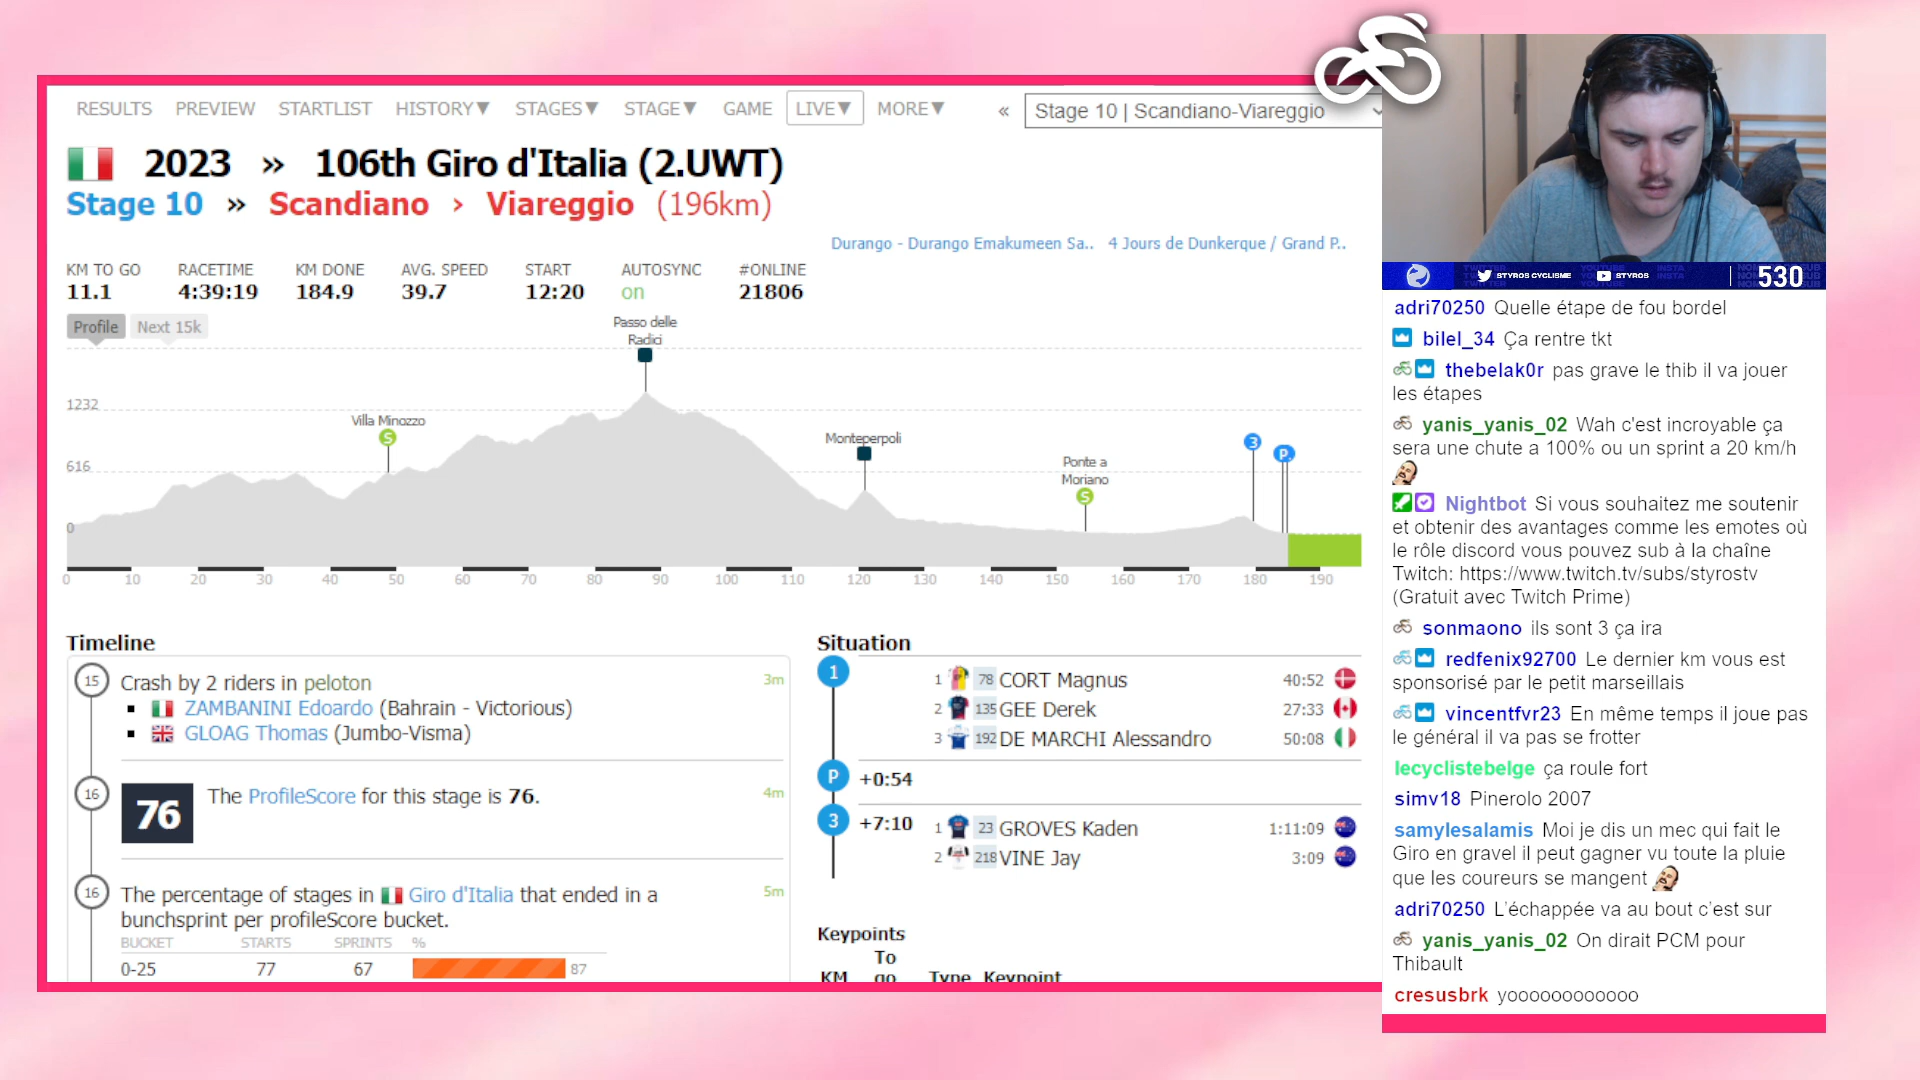 RESULTS PREVIEW STARTLIST HISTORY▼ STAGES▼ STAGE▼ GAME LIVE▼ MORE▼ « Stage 10 | Scandiano-Viareggio
2023 » 106th Giro d'Italia (2.UWT)
Stage 10 » Scandiano › Viareggio (196km)
Durango - Durango Emakumeen Sa.. 4 Jours de Dunkerque / Grand P..
KM TO GO RACETIME KM DONE AVG. SPEED START AUTOSYNC #ONLINE
11.1 4:39:19 184.9 39.7 12:20 on 21806
Profile Next 15k
Passo delle
Radici
1232
Villa Minozzo
S
Monteperpoli
3
P
616
Ponte a
Moriano
S
0
0 10 20 30 40 50 60 70 80 90 100 110 120 130 140 150 160 170 180 190
Timeline
15 Crash by 2 riders in peloton 3m
ZAMBANINI Edoardo (Bahrain - Victorious)
GLOAG Thomas (Jumbo-Visma)
16 76 The ProfileScore for this stage is 76. 4m
16 The percentage of stages in Giro d'Italia that ended in a 5m
bunchsprint per profileScore bucket.
BUCKET STARTS SPRINTS %
0-25 77 67 87
Situation
1 1 78 CORT Magnus 40:52
2 135 GEE Derek 27:33
3 192 DE MARCHI Alessandro 50:08
P +0:54
3 +7:10 1 23 GROVES Kaden 1:11:09
2 218 VINE Jay 3:09
Keypoints
To
KM go Type Keypoint
STYROS CYCLISME STYROS 530
adri70250 Quelle étape de fou bordel
bilel_34 Ça rentre tkt
thebelak0r pas grave le thib il va jouer
les étapes
yanis_yanis_02 Wah c'est incroyable ça
sera une chute a 100% ou un sprint a 20 km/h
Nightbot Si vous souhaitez me soutenir
et obtenir des avantages comme les emotes où
le rôle discord vous pouvez sub à la chaîne
Twitch: https://www.twitch.tv/subs/styrostv
(Gratuit avec Twitch Prime)
sonmaono ils sont 3 ça ira
redfenix92700 Le dernier km vous est
sponsorisé par le petit marseillais
vincentfvr23 En même temps il joue pas
le général il va pas se frotter
lecyclistebelge ça roule fort
simv18 Pinerolo 2007
samylesalamis Moi je dis un mec qui fait le
Giro en gravel il peut gagner vu toute la pluie
que les coureurs se mangent
adri70250 L’échappée va au bout c’est sur
yanis_yanis_02 On dirait PCM pour
Thibault
cresusbrk yoooooooooooo